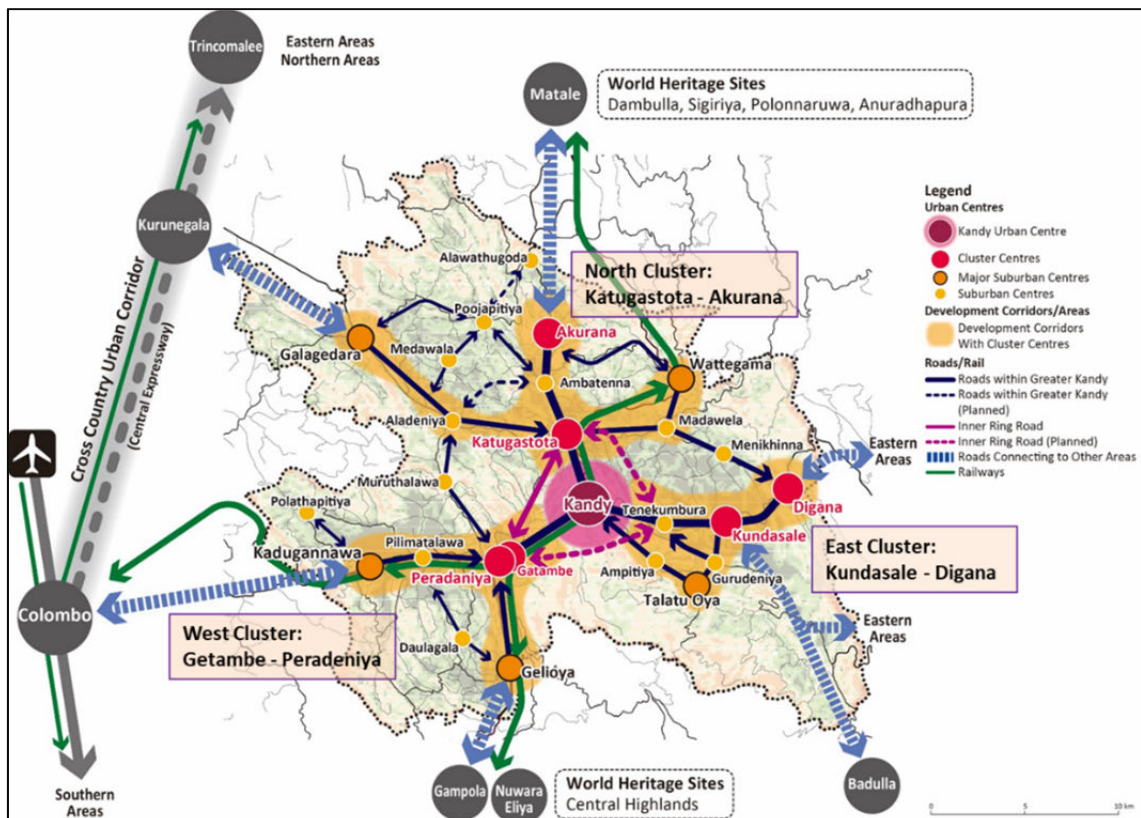 Trincomalee
Eastern Areas
Northern Areas
Matale
World Heritage Sites
Dambulla, Sigiriya, Polonnaruwa, Anuradhapura
Kurunegala
Cross Country Urban Corridor
(Central Expressway)
Legend
Urban Centres
Kandy Urban Centre
Cluster Centres
Major Suburban Centres
Suburban Centres
Development Corridors/Areas
Development Corridors
With Cluster Centres
Roads/Rail
Roads within Greater Kandy
Roads within Greater Kandy
(Planned)
Inner Ring Road
Inner Ring Road (Planned)
Roads Connecting to Other Areas
Railways
Alawathugoda
North Cluster:
Katugastota - Akurana
Poojapitiya
Akurana
Galagedara
Medawala
Wattegama
Ambatenna
Aladeniya
Katugastota
Madawela
Menikhinna
Eastern
Areas
Muruthalawa
Polathapitiya
Kandy
Tenekumbura
Digana
Kundasale
East Cluster:
Kundasale - Digana
Pilimatalawa
Kadugannawa
Peradaniya
Gatambe
Ampitiya
Gurudeniya
Talatu Oya
Colombo
West Cluster:
Getambe - Peradeniya
Daulagala
Gelioya
Eastern
Areas
Southern
Areas
Gampola
Nuwara
Eliya
World Heritage Sites
Central Highlands
Badulla
0
5
10 km